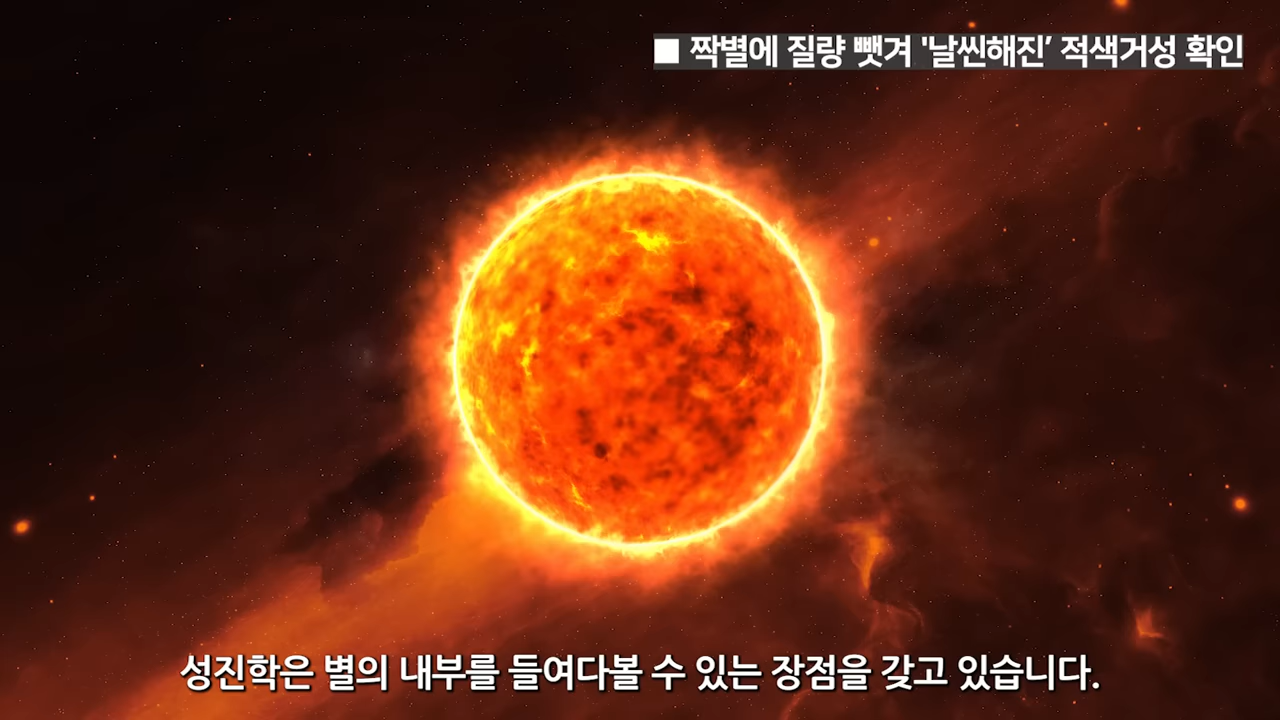 ■ 짝별에 질량 뺏겨 '날씬해진’ 적색거성 확인
성진학은 별의 내부를 들여다볼 수 있는 장점을 갖고 있습니다.